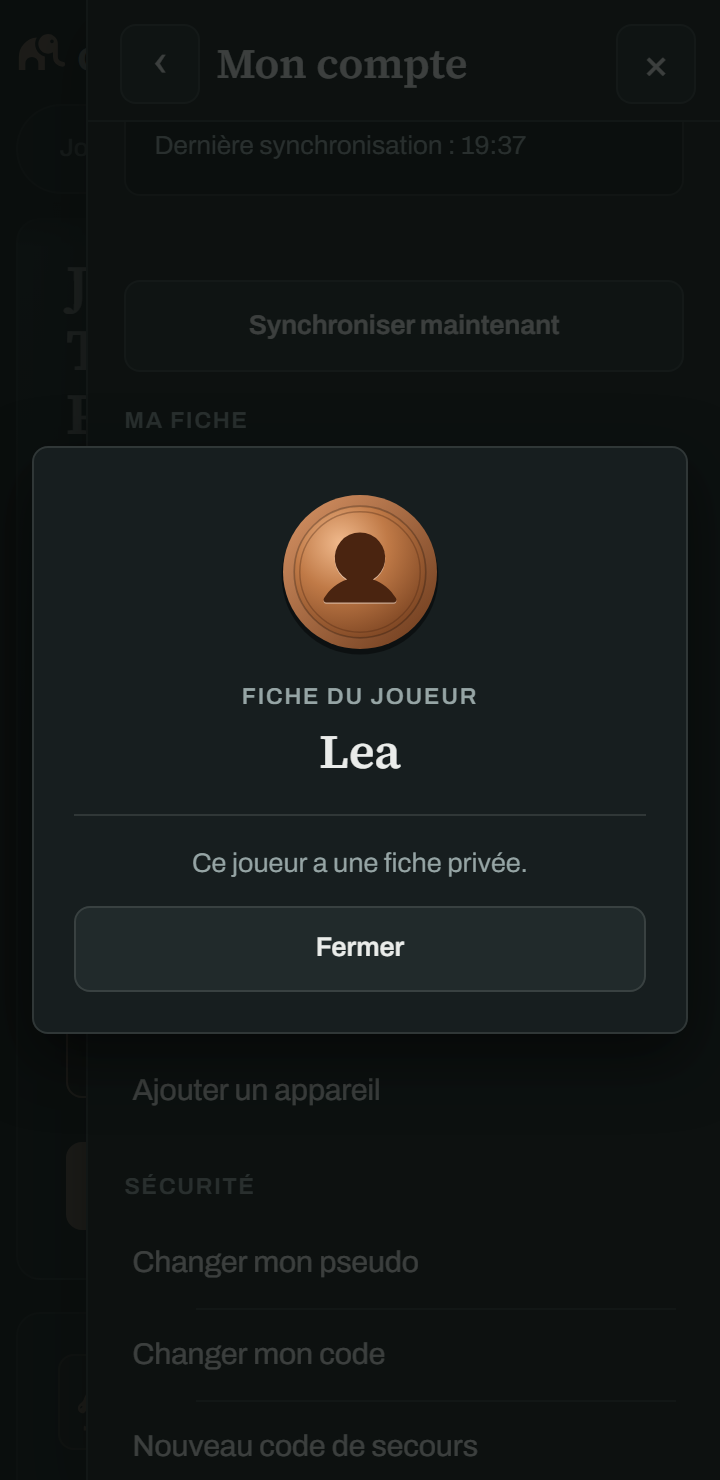 Mon compte
Jo
Dernière synchronisation : 19:37
Synchroniser maintenant
MA FICHE
FICHE DU JOUEUR
Lea
Ce joueur a une fiche privée.
Fermer
Ajouter un appareil
SÉCURITÉ
Changer mon pseudo
Changer mon code
Nouveau code de secours